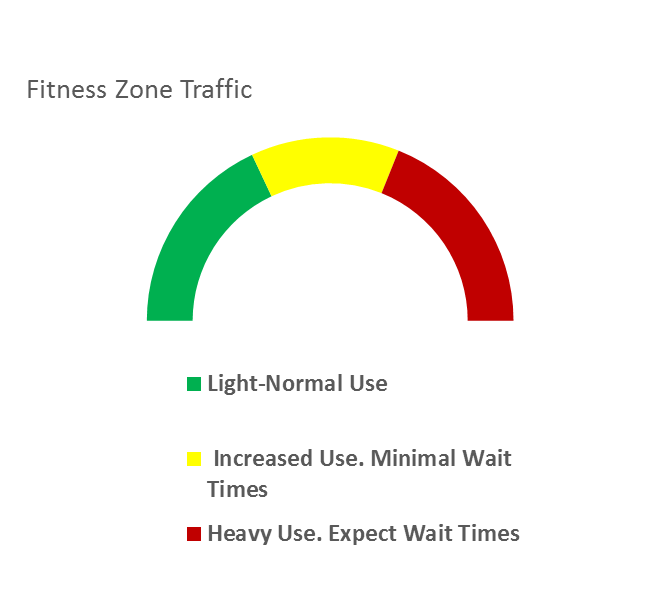 Fitness Zone Traffic
Light-Normal Use
Increased Use. Minimal Wait
Times
Heavy Use. Expect Wait Times